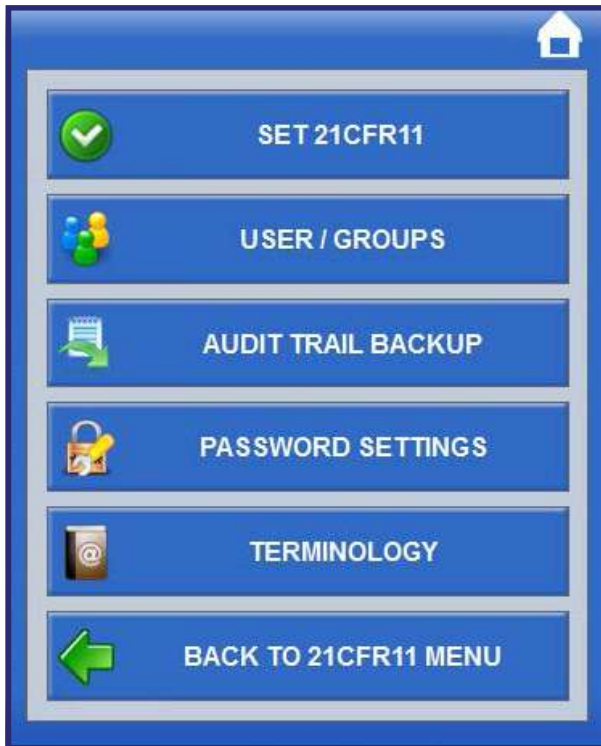 SET 21CFR11
USER / GROUPS
AUDIT TRAIL BACKUP
PASSWORD SETTINGS
@
TERMINOLOGY
BACK TO 21CFR11 MENU